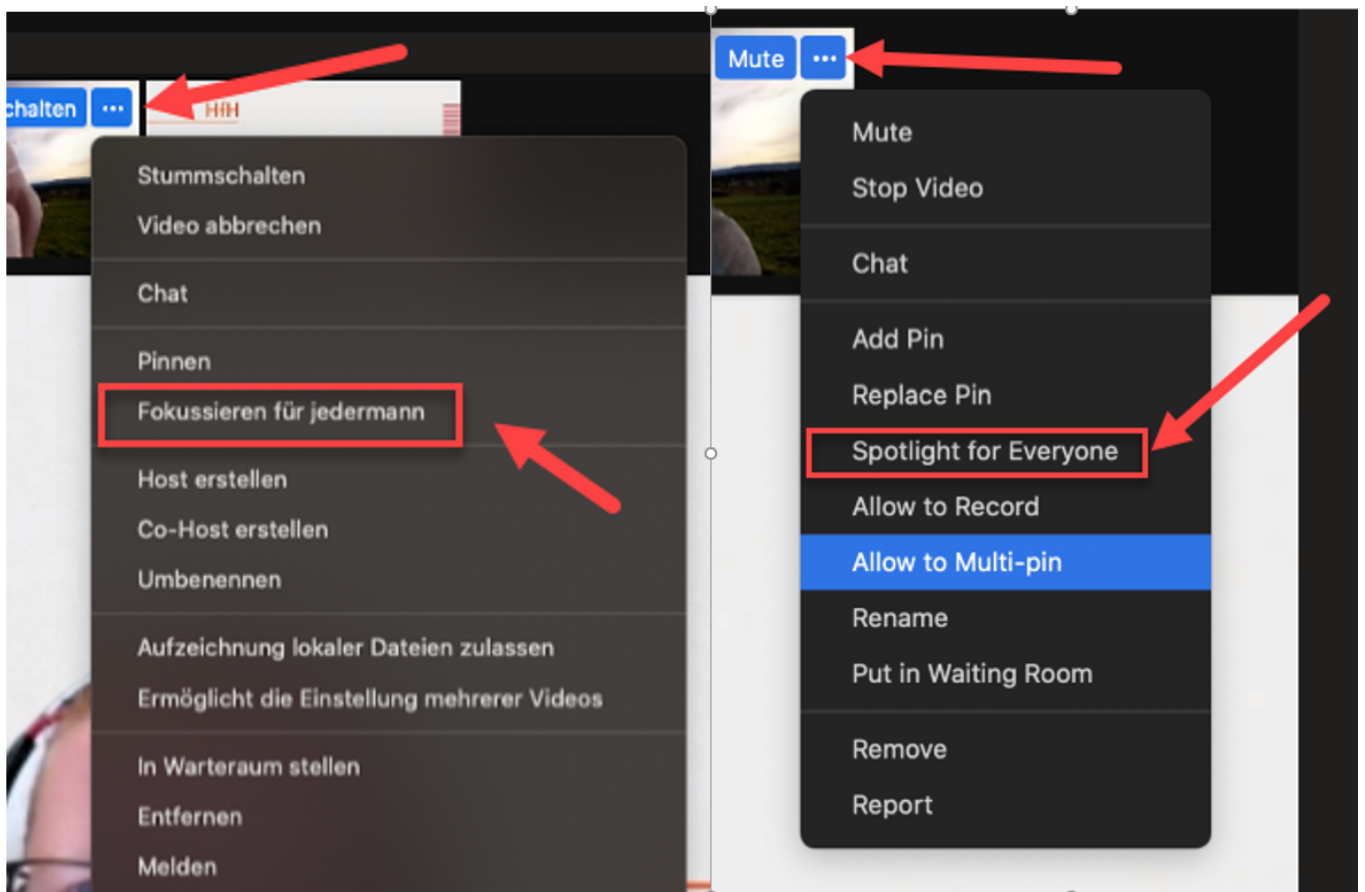 chalten
HfH
Stummschalten
Video abbrechen
Chat
Pinnen
Fokussieren für jedermann
Host erstellen
Co-Host erstellen
Umbenennen
Aufzeichnung lokaler Dateien zulassen
Ermöglicht die Einstellung mehrerer Videos
In Warteraum stellen
Entfernen
Melden
Mute
Mute
Stop Video
Chat
Add Pin
Replace Pin
Spotlight for Everyone
Allow to Record
Allow to Multi-pin
Rename
Put in Waiting Room
Remove
Report